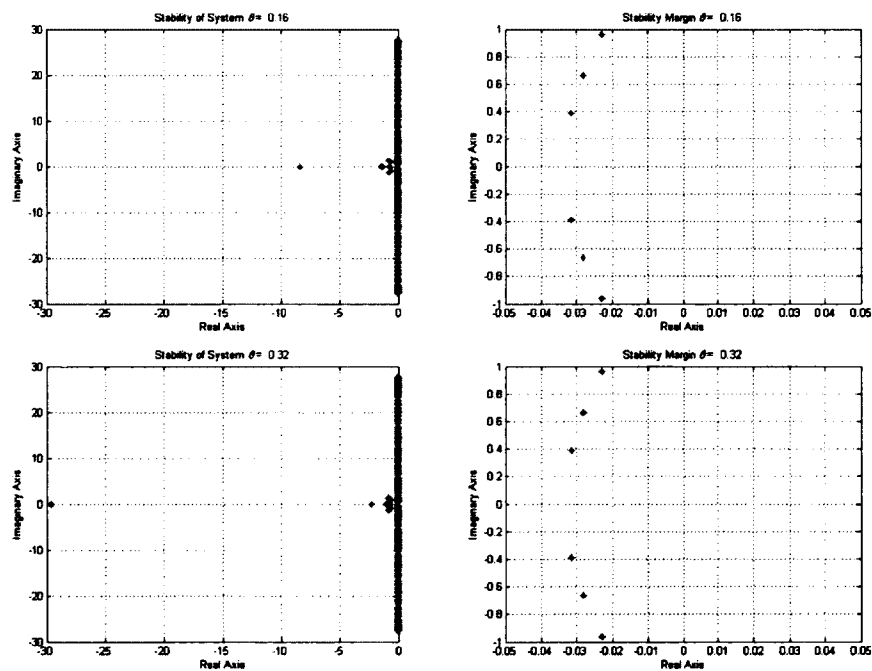 Stability of System θ= 0.16
30
20
10
0
-10
-20
-30
Imaginary Axis
-30 -25 -20 -15 -10 -5 0
Real Axis
Stability Margin θ= 0.16
1
0.8
0.6
0.4
0.2
0
-0.2
-0.4
-0.6
-0.8
-1
Imaginary Axis
-0.05 -0.04 -0.03 -0.02 -0.01 0 0.01 0.02 0.03 0.04 0.05
Real Axis
Stability of System θ= 0.32
30
20
10
0
-10
-20
-30
Imaginary Axis
-30 -25 -20 -15 -10 -5 0
Real Axis
Stability Margin θ= 0.32
1
0.8
0.6
0.4
0.2
0
-0.2
-0.4
-0.6
-0.8
-1
Imaginary Axis
-0.05 -0.04 -0.03 -0.02 -0.01 0 0.01 0.02 0.03 0.04 0.05
Real Axis